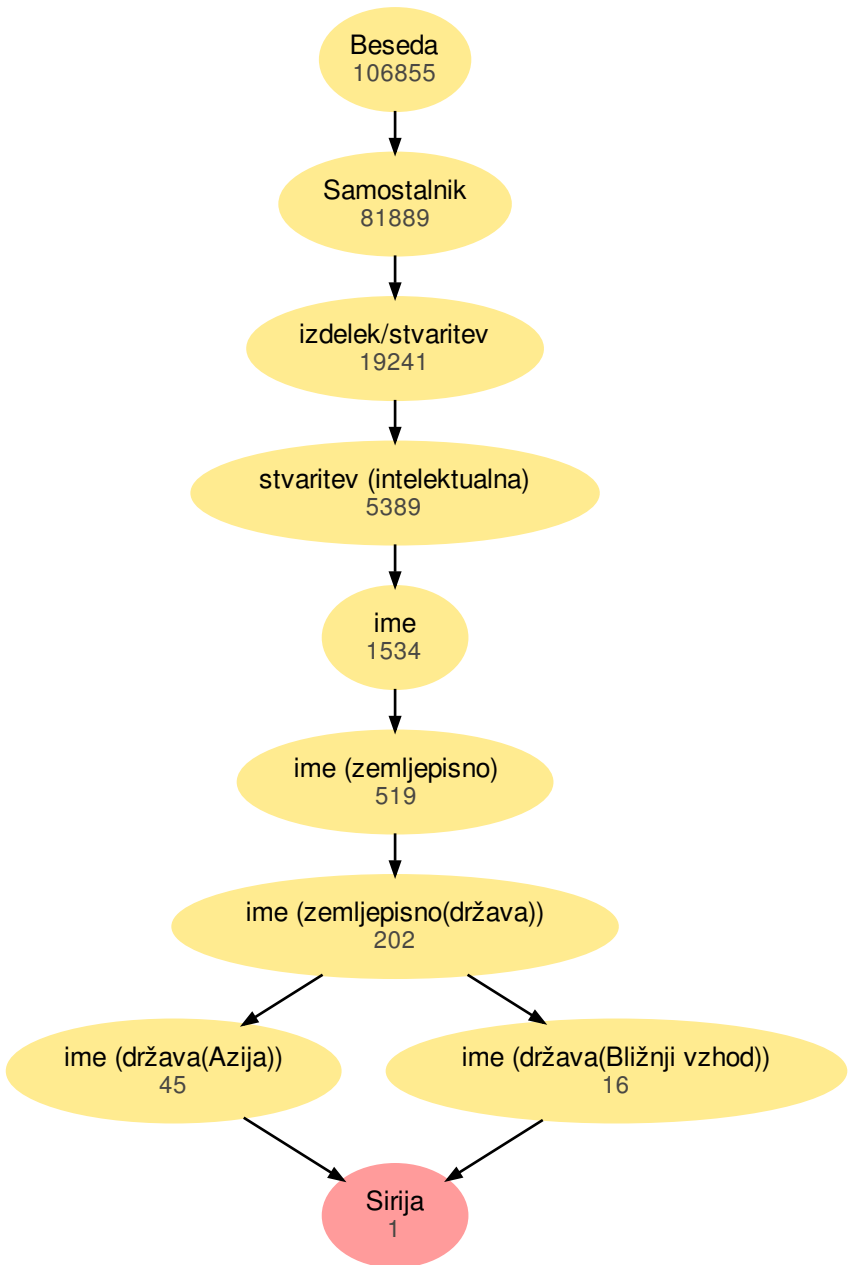 Beseda
106855
Samostalnik
81889
izdelek/stvaritev
19241
stvaritev (intelektualna)
5389
ime
1534
ime (zemljepisno)
519
ime (zemljepisno(država))
202
ime (država(Azija))
45
ime (država(Bližnji vzhod))
16
Sirija
1